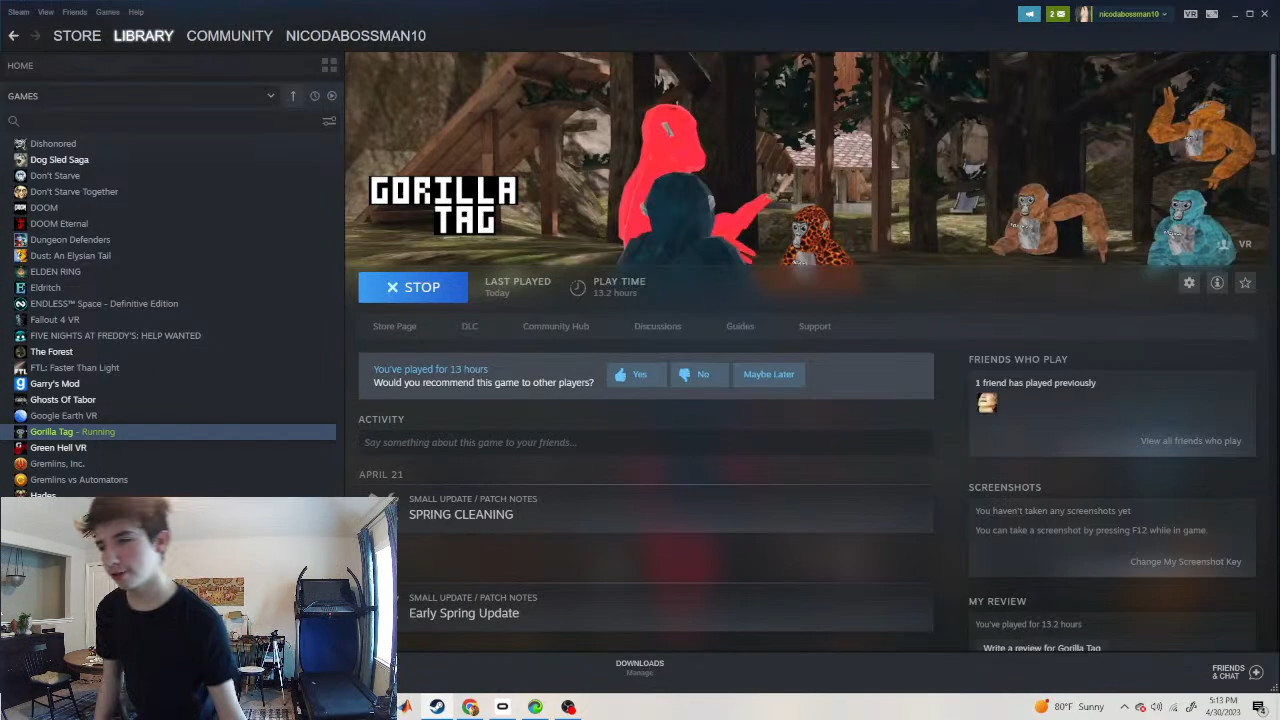 Steam View Friends Games Help
2
nicodabossman10
VR
STORE LIBRARY COMMUNITY NICODABOSSMAN10
HOME
GAMES
Dishonored
Dog Sled Saga
Don't Starve
Don't Starve Together
DOOM
DOOM Eternal
Dungeon Defenders
Dust: An Elysian Tail
ELDEN RING
Eldritch
ENDLESS™ Space - Definitive Edition
Fallout 4 VR
FIVE NIGHTS AT FREDDY'S: HELP WANTED
The Forest
FTL: Faster Than Light
Garry's Mod
Ghosts Of Tabor
Google Earth VR
Gorilla Tag - Running
Green Hell VR
Gremlins, Inc.
Gremlins vs Automatons
Hades
GORILLA
TAG
VR
STOP
LAST PLAYED
Today
PLAY TIME
13.2 hours
Store Page DLC Community Hub Discussions Guides Support
You've played for 13 hours
Would you recommend this game to other players?
Yes No Maybe Later
ACTIVITY
Say something about this game to your friends...
APRIL 21
SMALL UPDATE / PATCH NOTES
SPRING CLEANING
SMALL UPDATE / PATCH NOTES
Early Spring Update
FRIENDS WHO PLAY
1 friend has played previously
View all friends who play
SCREENSHOTS
You haven't taken any screenshots yet
You can take a screenshot by pressing F12 while in game.
Change My Screenshot Key
MY REVIEW
You've played for 13.2 hours
Write a review for Gorilla Tag
DOWNLOADS
Manage
FRIENDS
& CHAT
80°F Sunny
5:13 PM
4/30/2023